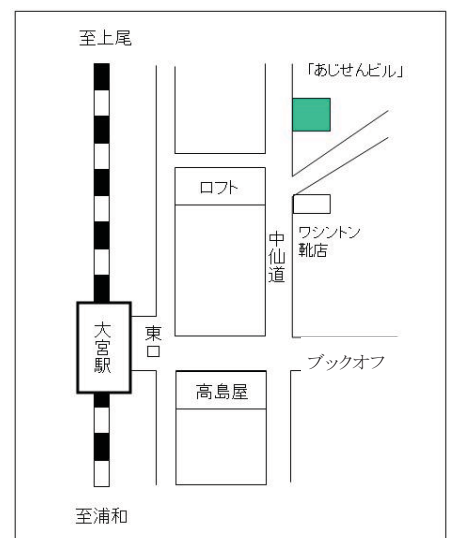 至上尾
「あじせんビル」
ロフト
ワシントン
靴店
中仙道
大宮駅
東口
ブックオフ
高島屋
至浦和